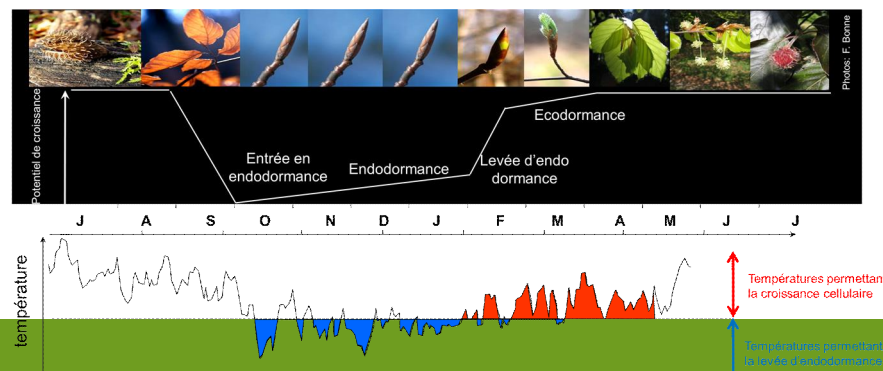 Photos: F. Bonne
Potentiel de croissance
Entrée en
endodormance
Endodormance
Levée d'endo
dormance
Ecodormance
J A S O N D J F M A M J J
température
Températures permettan
la croissance cellulaire
Températures permettant
la levée d'endodormance